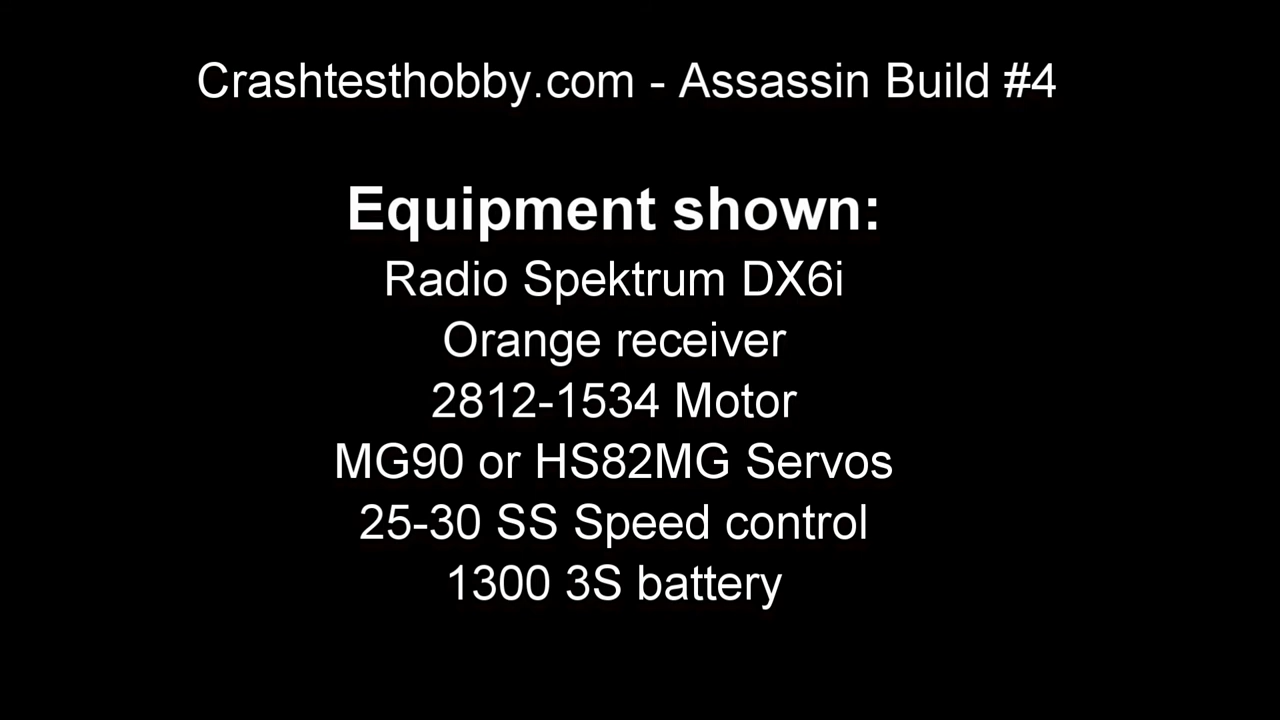 Crashtesthobby.com - Assassin Build #4
Equipment shown:
Radio Spektrum DX6i
Orange receiver
2812-1534 Motor
MG90 or HS82MG Servos
25-30 SS Speed control
1300 3S battery